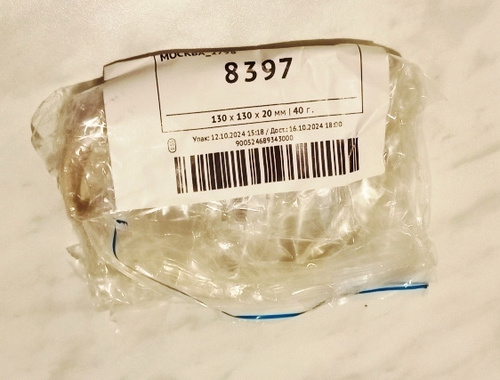 8397
130 x 130 x 20 мм | 40 г.
Упак: 12.10.2024 15:18 / Дост: 16.10.2024 18:00
900524689343000